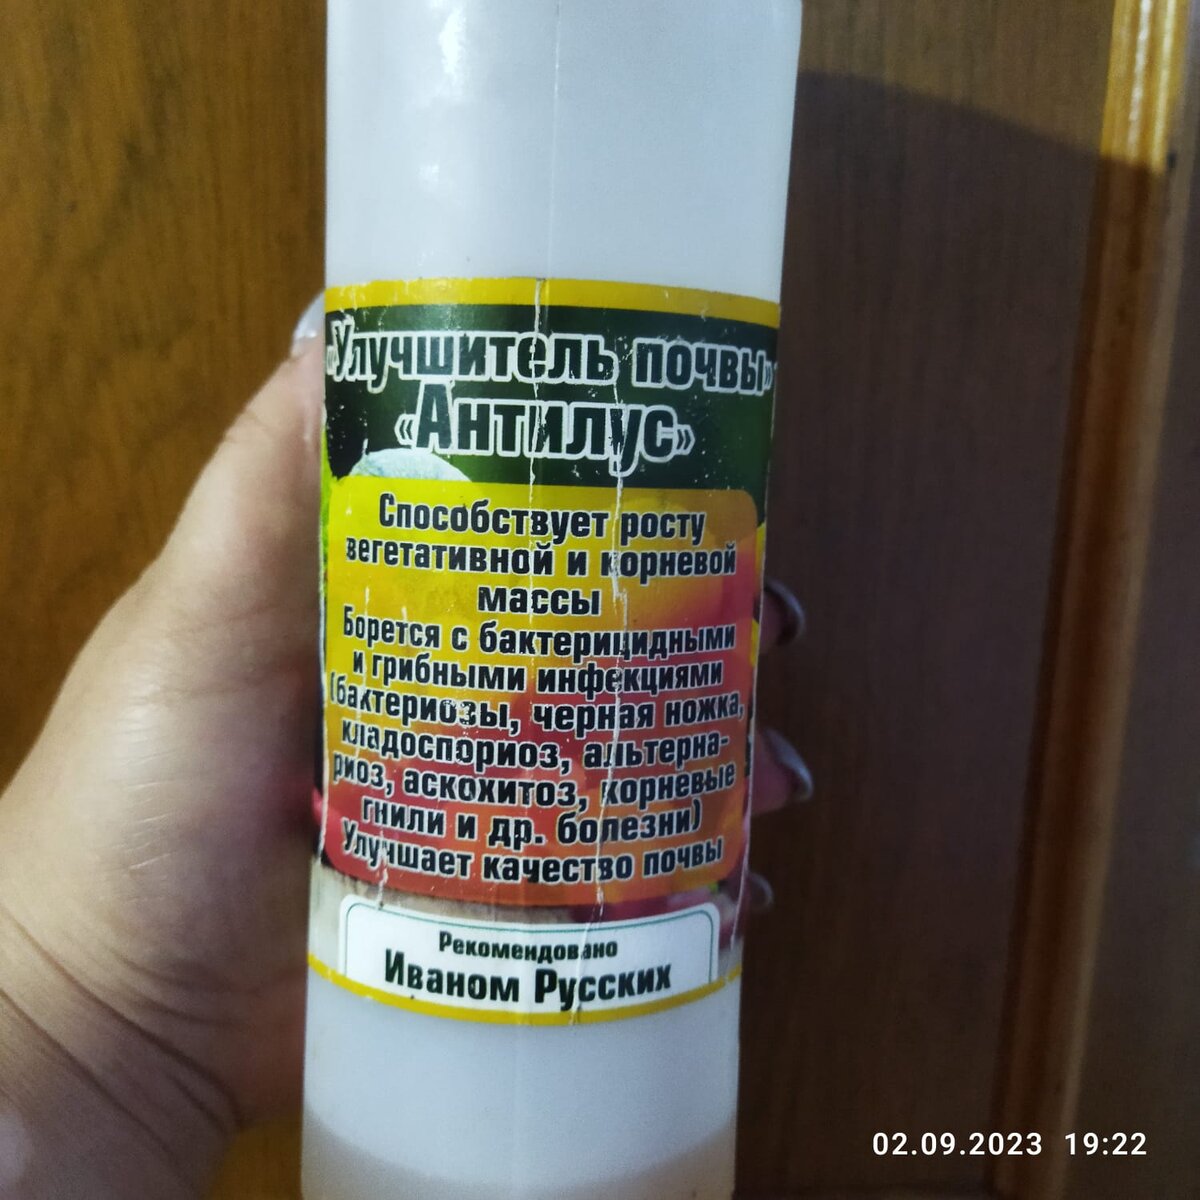 «Улучшитель почвы»
«Антилус»
Способствует росту
вегетативной и корневой
массы
Борется с бактерицидными
и грибными инфекциями
(бактериозы, черная ножка,
кладоспориоз, альтерна-
риоз, аскохитоз, корневые
гнили и др. болезни)
Улучшает качество почвы
Рекомендовано
Иваном Русских
02.09.2023 19:22